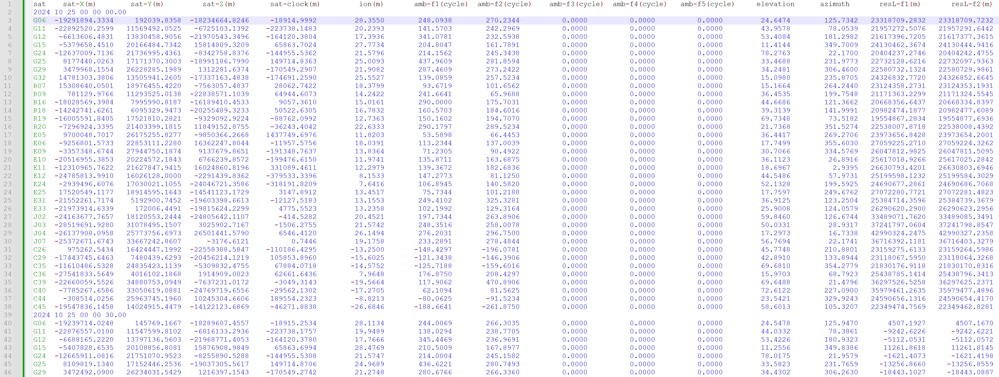 1 sat sat-X(m) sat-Y(m) sat-Z(m) sat-clock(m) ion(m) amb-f1(cycle) amb-f2(cycle) amb-f3(cycle) amb-f4(cycle) amb-f5(cycle) elevation azimuth resL-f1(m) resL-f2(m)
2 2024 10 25 00 00 00.00
3 G06 -19291894.3334 192039.8358 -18234664.8246 -18914.9992 28.3550 248.0938 270.2344 0.0000 0.0000 0.0000 24.6474 125.7342 23318709.2832 23318709.7232
4 G11 -22892520.2599 11569492.0525 -6725103.1392 -223738.1483 20.2393 141.5703 242.2969 0.0000 0.0000 0.0000 43.9578 78.0539 21957272.5076 21957291.6442
5 G12 -6613606.4831 13830458.9056 -21970543.3496 -164120.3804 17.3936 341.0781 232.5938 0.0000 0.0000 0.0000 53.4084 181.2982 21617396.7205 21617377.3615
6 G15 -5379658.4510 20166484.7342 15814809.3209 65863.7024 27.7734 204.8047 161.7891 0.0000 0.0000 0.0000 11.4144 349.7009 24130462.3674 24130444.9416
7 G24 -12637009.7136 21736995.4361 -8342758.8376 -144955.5362 21.5796 214.1562 245.3438 0.0000 0.0000 0.0000 78.2763 22.1700 20404237.2746 20404242.4755
8 G25 8177440.0263 17171370.3003 -18991186.7990 149714.8363 25.0093 437.9609 281.8594 0.0000 0.0000 0.0000 33.4688 231.9773 22732128.6216 22732097.9363
9 G29 3479968.1554 26228285.1989 1312281.6374 -170549.2907 21.9082 287.4609 273.2422 0.0000 0.0000 0.0000 34.2481 306.4600 22580732.1324 22580729.9861
10 G32 14781303.3806 13505941.2605 -17337163.4838 -174691.2590 25.5527 139.0859 257.5234 0.0000 0.0000 0.0000 15.0980 235.8705 24326832.7720 24326852.6645
11 R07 15308640.0501 18976455.4220 -7563057.4837 28062.7422 18.3799 93.6719 101.6562 0.0000 0.0000 0.0000 15.1664 264.2440 23124358.2731 23124353.1931
12 R09 781129.9766 11293525.0138 -22838571.1039 64944.6073 14.2422 241.6641 65.9688 0.0000 0.0000 0.0000 36.4535 199.7548 21171363.2299 21171324.5545
13 R16 -18028569.3984 7995990.8187 -16189410.4533 9057.3610 15.0161 290.0000 175.7031 0.0000 0.0000 0.0000 44.6686 121.3662 20668356.6437 20668334.8397
14 R18 -14242741.6261 6095329.9473 -20255489.3233 50522.6305 16.7832 160.5703 184.6016 0.0000 0.0000 0.0000 39.3139 141.9991 20982474.1877 20982477.6089
15 R19 -16005591.8405 17521810.2821 -9329092.9224 -88762.0992 12.7363 150.1602 194.7070 0.0000 0.0000 0.0000 69.7348 73.5182 19554867.2834 19554877.6936
16 R20 -7296924.3395 21403399.1815 11849152.8755 -36243.4042 22.6333 290.1797 289.5234 0.0000 0.0000 0.0000 21.7368 351.5274 22538007.8718 22538008.4392
17 E05 9700048.7017 26175255.8277 -9850366.2668 1437749.6976 11.8203 53.5898 66.4453 0.0000 0.0000 0.0000 36.4417 269.2706 23973656.8428 23973654.2001
18 E06 -9256801.5733 22853111.2280 16362247.8044 -11957.5756 18.0391 113.2344 137.0039 0.0000 0.0000 0.0000 17.7499 355.6030 27059225.2710 27059224.3262
19 E09 -3357348.6744 27944750.1874 9137679.8651 -191348.7637 13.8364 71.2305 90.4922 0.0000 0.0000 0.0000 30.7066 334.5769 26047812.9825 26047811.5095
20 E10 -20516955.3853 20224572.1843 6766239.8572 -199476.6150 11.9741 135.8711 163.6875 0.0000 0.0000 0.0000 36.1123 26.8916 25617018.9266 25617025.2842
21 E11 -12310965.7622 21627847.9415 16024860.8196 331089.4611 12.2979 139.3672 182.6836 0.0000 0.0000 0.0000 18.6967 2.9395 26630793.4201 26630803.6946
22 E12 -24785813.9910 16026128.0000 -2291439.8362 -379533.3396 8.1533 147.2773 81.1250 0.0000 0.0000 0.0000 44.5486 57.9731 25199598.1232 25199584.3029
23 E24 -2939496.6076 17030021.1055 -24046721.3586 -318191.8209 7.6416 106.8945 140.5820 0.0000 0.0000 0.0000 52.1328 199.5925 24690677.2861 24690686.7068
24 E25 17520549.1177 18914595.1643 -14541123.1729 3147.8912 13.4517 75.7344 101.2188 0.0000 0.0000 0.0000 17.7597 249.6762 27072280.7721 27072281.4823
25 E31 -21552261.7174 5192900.7452 -19603398.6613 -12127.5183 13.1553 249.4102 325.3281 0.0000 0.0000 0.0000 36.9125 123.2504 25384714.3596 25384739.3679
26 E33 -21973914.6339 172006.4491 -19815624.2299 4775.5523 13.2358 102.1992 129.3164 0.0000 0.0000 0.0000 25.9008 124.0579 26290620.2900 26290623.2956
27 J02 -24163677.7657 18120553.2444 -24805642.1107 -414.5282 20.4521 197.7344 263.8906 0.0000 0.0000 0.0000 59.8460 126.6744 33489071.7620 33489085.3491
28 J03 -28519691.9280 31078495.1507 3025902.7167 -1506.2755 21.5742 248.3516 258.0078 0.0000 0.0000 0.0000 50.0331 28.9317 37241797.0604 37241798.8547
29 J04 -26137908.0958 25773756.6973 26501441.5790 6546.4120 26.1494 276.2031 296.7500 0.0000 0.0000 0.0000 17.2973 16.7338 42990324.2475 42990327.2358
30 J07 -25372671.6743 33667242.8607 -3176.6121 0.7446 19.1758 233.2891 278.4844 0.0000 0.0000 0.0000 56.7694 22.1741 36716392.1181 36716403.3279
31 C26 975262.5434 16424447.1992 -22558388.5847 -110186.4295 -13.2500 -148.4297 -196.0781 0.0000 0.0000 0.0000 45.7748 210.8801 23159275.6133 23159264.5986
32 C29 -17443745.6463 7480439.6293 -20456214.1219 105853.8960 -15.6025 -121.3438 -146.3906 0.0000 0.0000 0.0000 42.8910 133.8944 23118067.5950 23118064.3268
33 C35 -11610486.5328 24835423.1139 -5309832.4755 67884.0718 -14.5752 -125.7188 -159.6016 0.0000 0.0000 0.0000 69.6810 354.2779 21830176.9118 21830170.8316
34 C36 -27541833.5649 4016102.1868 1914909.0023 62661.6436 7.9648 176.8750 208.4297 0.0000 0.0000 0.0000 15.9703 68.7923 25438785.1414 25438796.3413
35 C39 -22660059.5526 34880753.0949 -7637231.0172 -3049.3143 -19.5664 117.9062 470.8906 0.0000 0.0000 0.0000 69.6488 21.4796 36297526.5258 36297625.2371
36 C40 -7785267.6586 33050619.0881 -24769719.6556 -29562.1302 -17.2705 62.1094 81.5625 0.0000 0.0000 0.0000 72.6122 227.0900 35979461.2635 35979477.4896
37 C44 -308514.0256 25963745.1960 10245304.6606 189554.2323 -8.8213 -80.0625 -91.5234 0.0000 0.0000 0.0000 23.5421 329.9243 24590656.1316 24590654.4170
38 C45 -19547836.1458 14024915.4479 -14122123.6869 -46271.8838 -26.6846 -188.6641 -261.8750 0.0000 0.0000 0.0000 58.6013 105.3207 22349474.7569 22349462.8281
39 2024 10 25 00 00 30.00
40 G06 -19239714.0248 145769.1667 -18289607.4557 -18915.2534 28.1134 244.0069 266.3035 0.0000 0.0000 0.0000 24.5478 125.9470 4507.1927 4507.1670
41 G11 -22876557.0100 11547599.8102 -6816133.2936 -223738.1757 19.9489 138.0294 238.7705 0.0000 0.0000 0.0000 44.0332 78.3861 -9242.6226 -9242.6221
42 G12 -6688165.2220 13797136.5603 -21968771.4053 -164120.3780 17.7666 345.4469 236.9691 0.0000 0.0000 0.0000 53.4226 180.9323 -5112.0531 -5112.0572
43 G15 -5407828.6535 20108856.8081 15876908.9849 65863.6994 28.4769 210.5009 167.8977 0.0000 0.0000 0.0000 11.2556 349.8386 11261.8618 11261.8145
44 G24 -12665911.0816 21751070.9523 -8255890.5288 -144955.5308 21.5747 214.0004 245.1582 0.0000 0.0000 0.0000 78.0175 21.9579 -1621.4073 -1621.4198
45 G25 8109819.1340 17152446.2536 -19037305.5617 149714.8706 24.9689 436.6221 280.7493 0.0000 0.0000 0.0000 33.5823 231.7659 -13256.8660 -13256.8559
46 G29 3472492.0900 26234031.5429 1216397.1543 -170549.2742 21.2748 280.6766 266.3360 0.0000 0.0000 0.0000 34.4302 306.2630 -18443.1027 -18443.0887